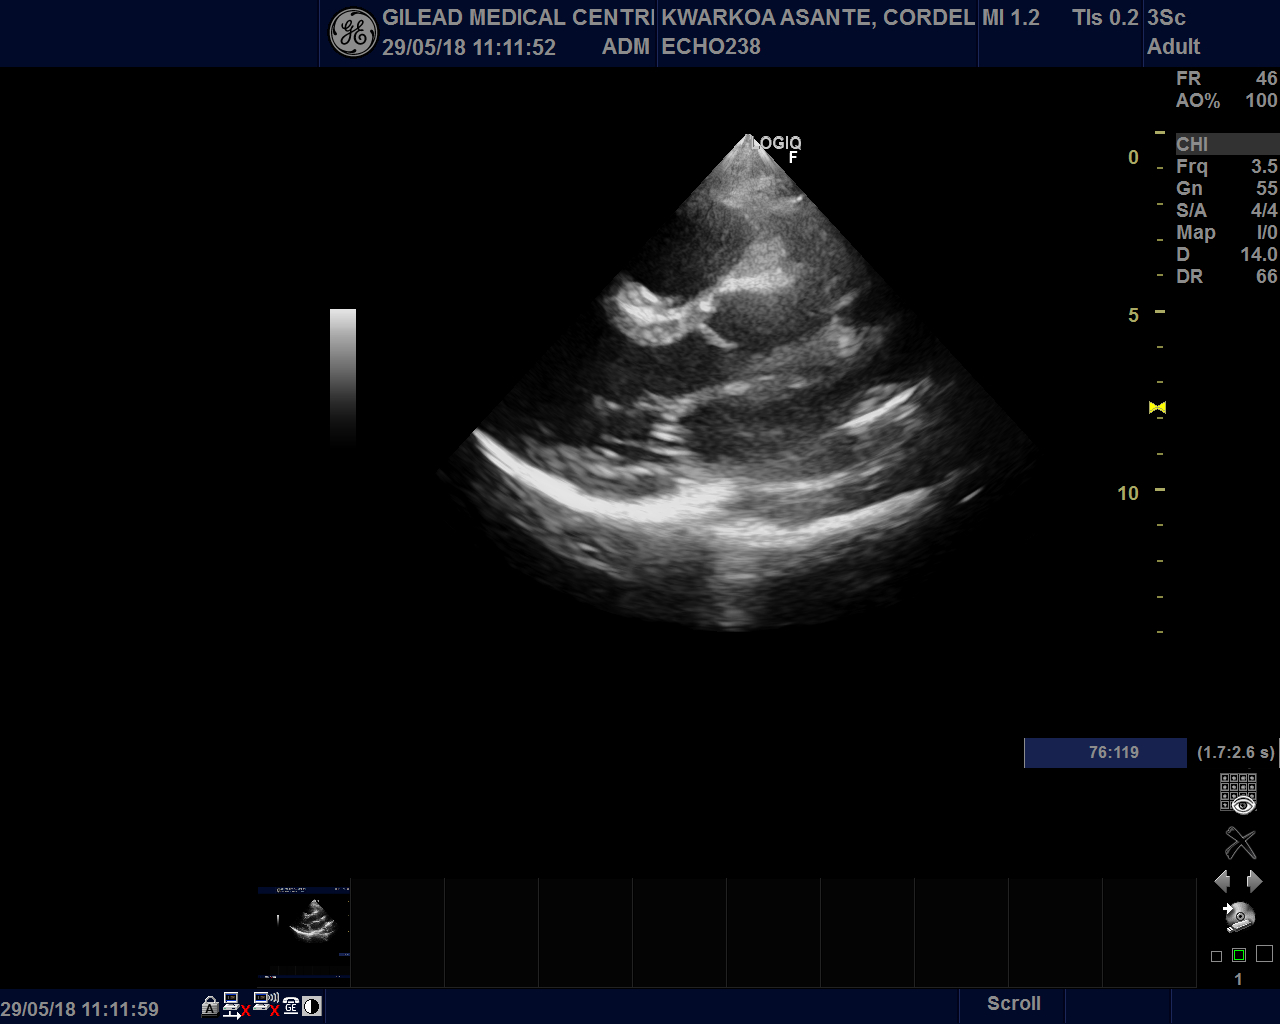 GILEAD MEDICAL CENTRI
KWARKOA ASANTE, CORDEL
MI 1.2
TIs 0.2
3Sc
29/05/18 11:11:52
ADM
ECHO238
Adult
FR 46
AO% 100
CHI
Frq 3.5
Gn 55
S/A 4/4
Map I/0
D 14.0
DR 66
LOGIQ
F
0
5
10
76:119
(1.7:2.6 s)
1
29/05/18 11:11:59
Scroll